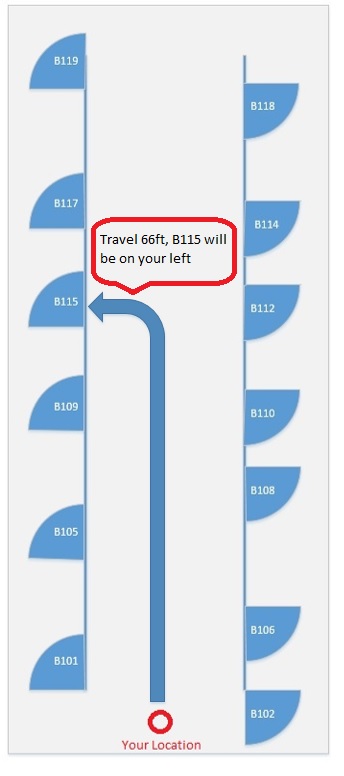 B119
B118
B117
B114
Travel 66ft, B115 will
be on your left
B115
B112
B109
B110
B108
B105
B106
B101
B102
Your Location